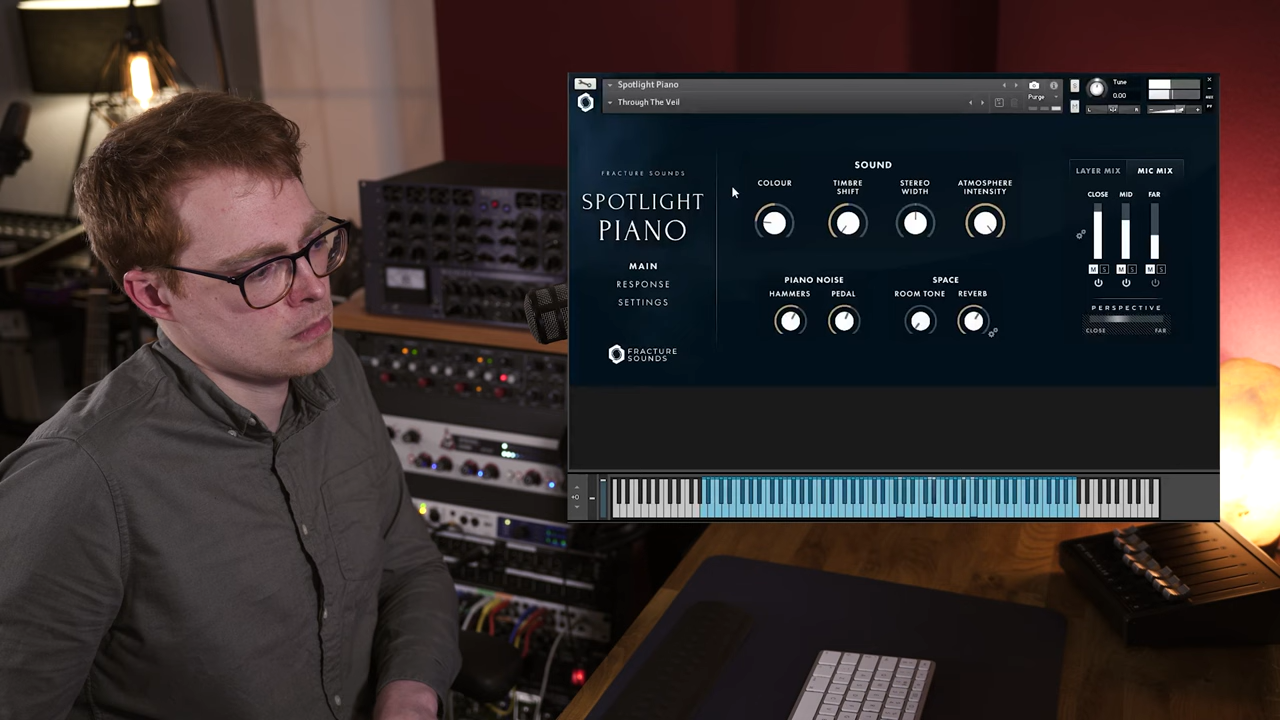 Spotlight Piano
Through The Veil
Purge
Tune
0.00
FRACTURE SOUNDS
SPOTLIGHT
PIANO
MAIN
RESPONSE
SETTINGS
FRACTURE
SOUNDS
SOUND
COLOUR
TIMBRE
SHIFT
STEREO
WIDTH
ATMOSPHERE
INTENSITY
PIANO NOISE
HAMMERS
PEDAL
SPACE
ROOM TONE
REVERB
LAYER MIX
MIC MIX
CLOSE
MID
FAR
M S
M S
M S
PERSPECTIVE
CLOSE
FAR
+0